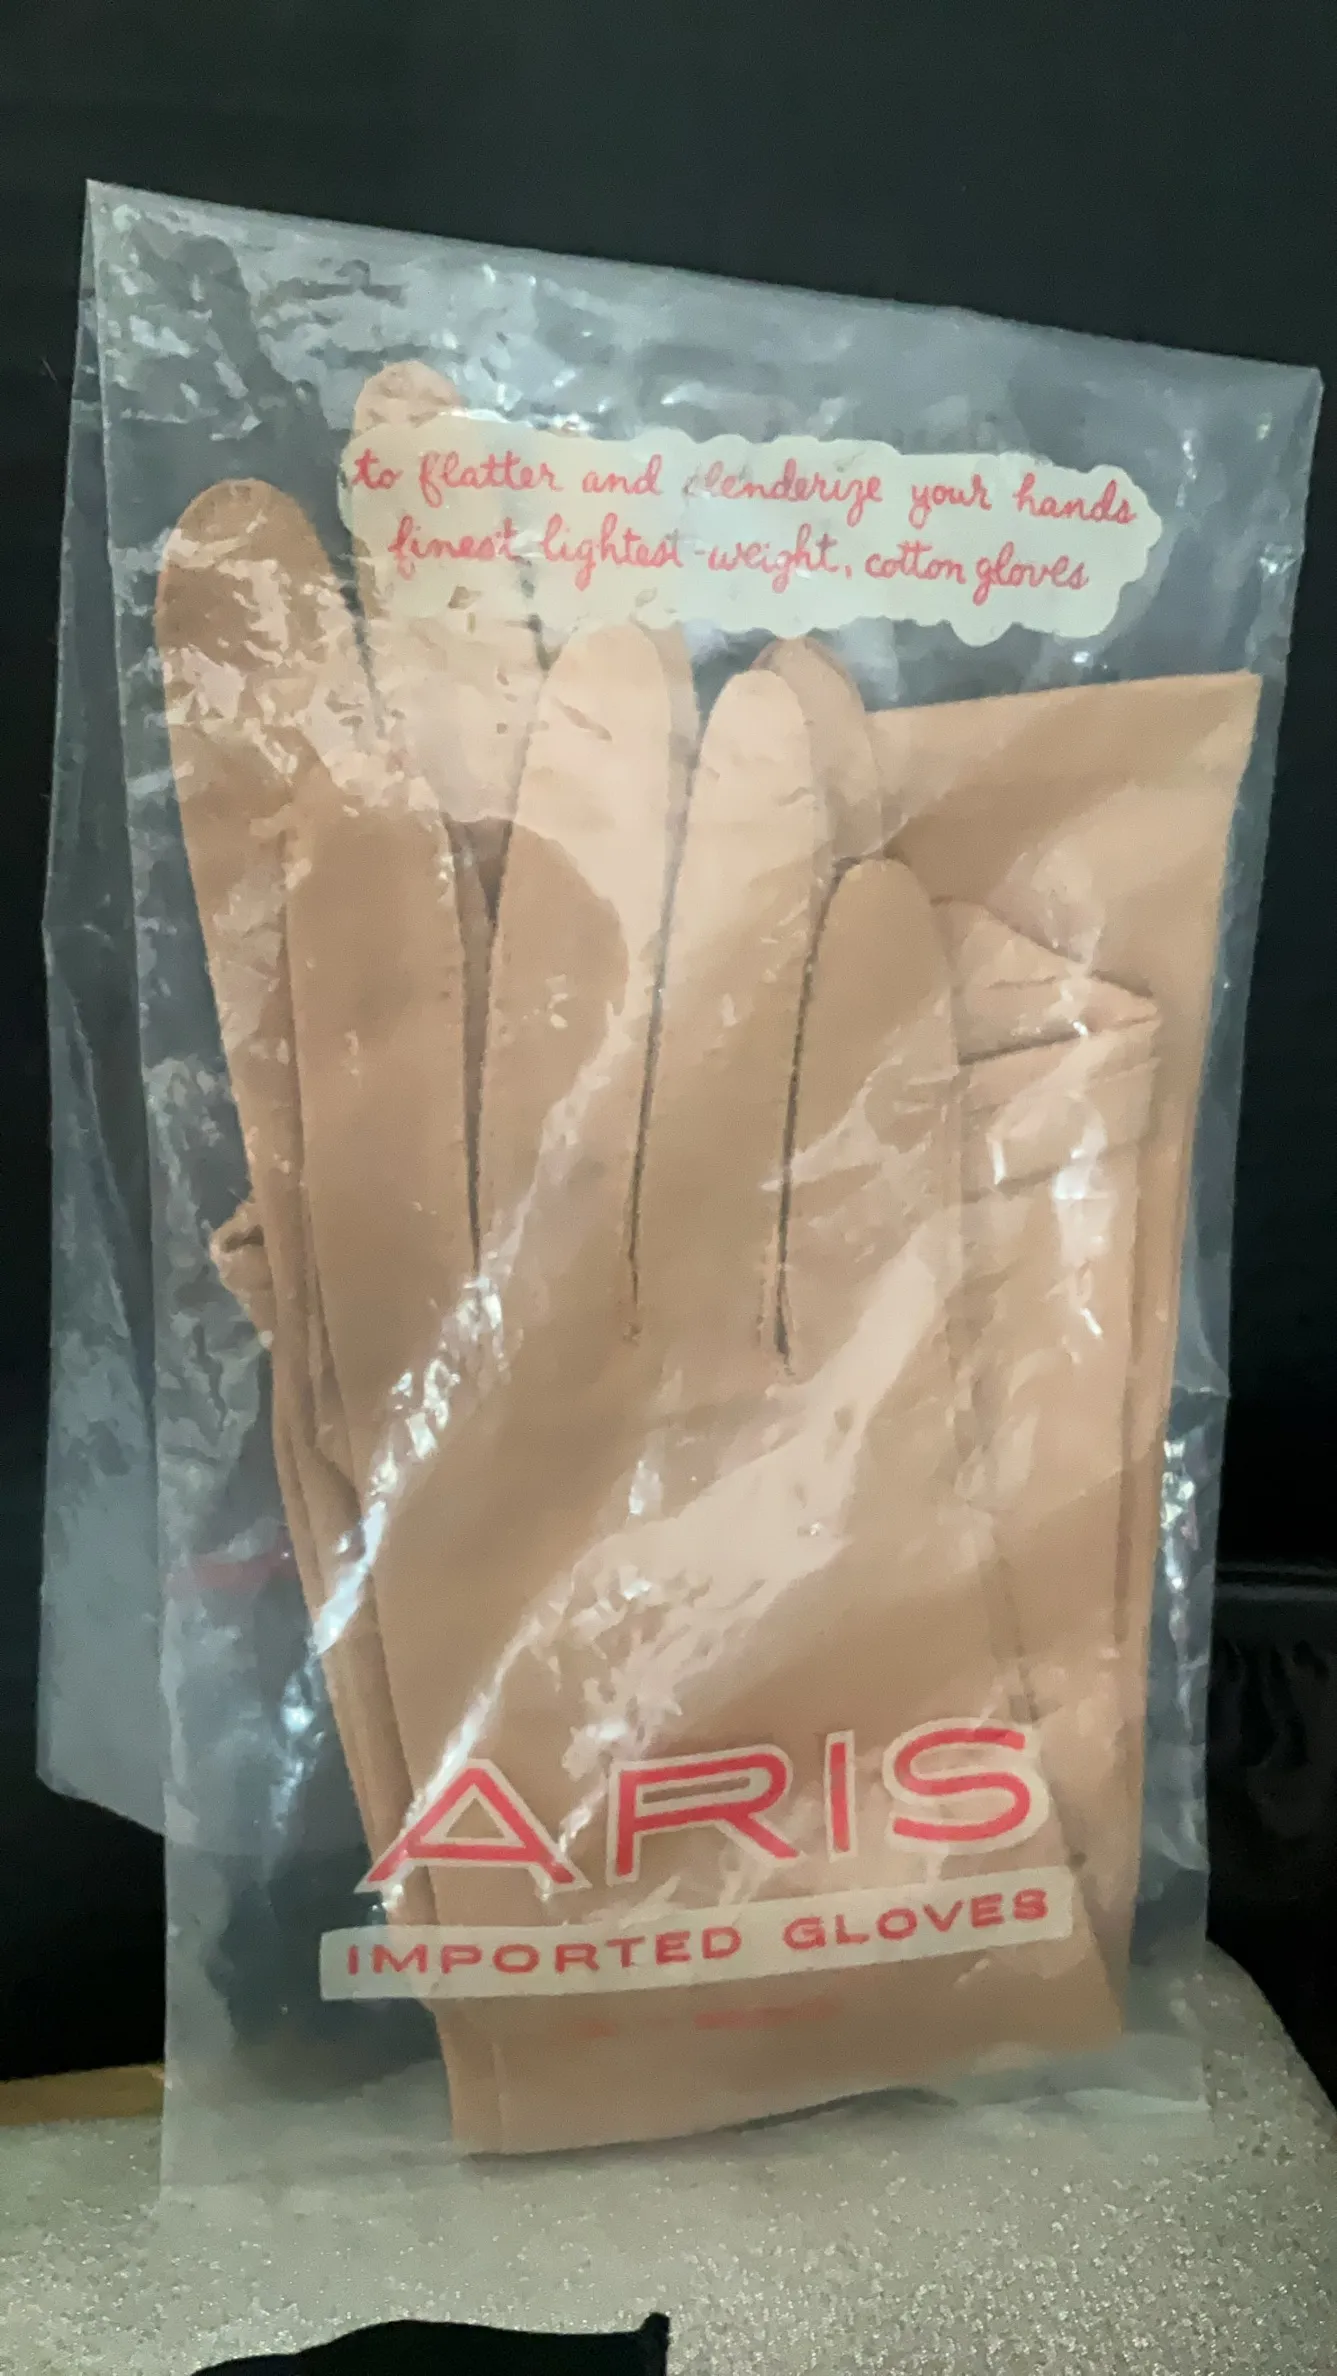 to flatter and slenderize your hands
finest lightest-weight, cotton gloves
ARIS
IMPORTED GLOVES